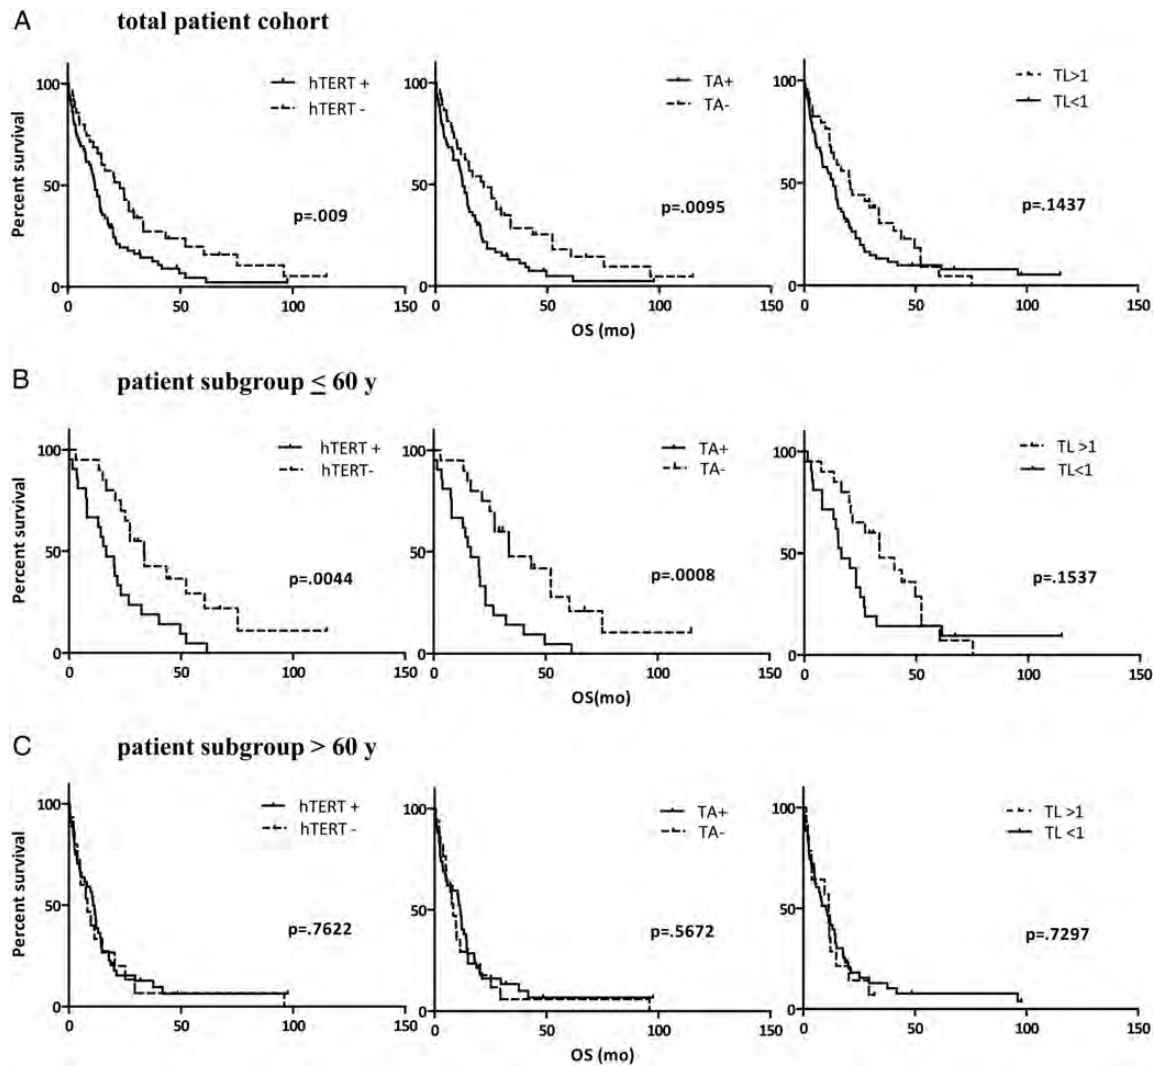 A total patient cohort
Percent survival
100
50
0
0 50 100 150
hTERT +
hTERT -
p=.009
100
50
0
0 50 100 150
TA+
TA-
p=.0095
OS (mo)
100
50
0
0 50 100 150
TL>1
TL<1
p=.1437
B patient subgroup ≤ 60 y
Percent survival
100
50
0
0 50 100 150
hTERT +
hTERT-
p=.0044
100
50
0
0 50 100 150
TA+
TA-
p=.0008
OS(mo)
100
50
0
0 50 100 150
TL >1
TL<1
p=.1537
C patient subgroup > 60 y
Percent survival
100
50
0
0 50 100 150
hTERT +
hTERT -
p=.7622
100
50
0
0 50 100 150
TA+
TA-
p=.5672
OS (mo)
100
50
0
0 50 100 150
TL >1
TL <1
p=.7297